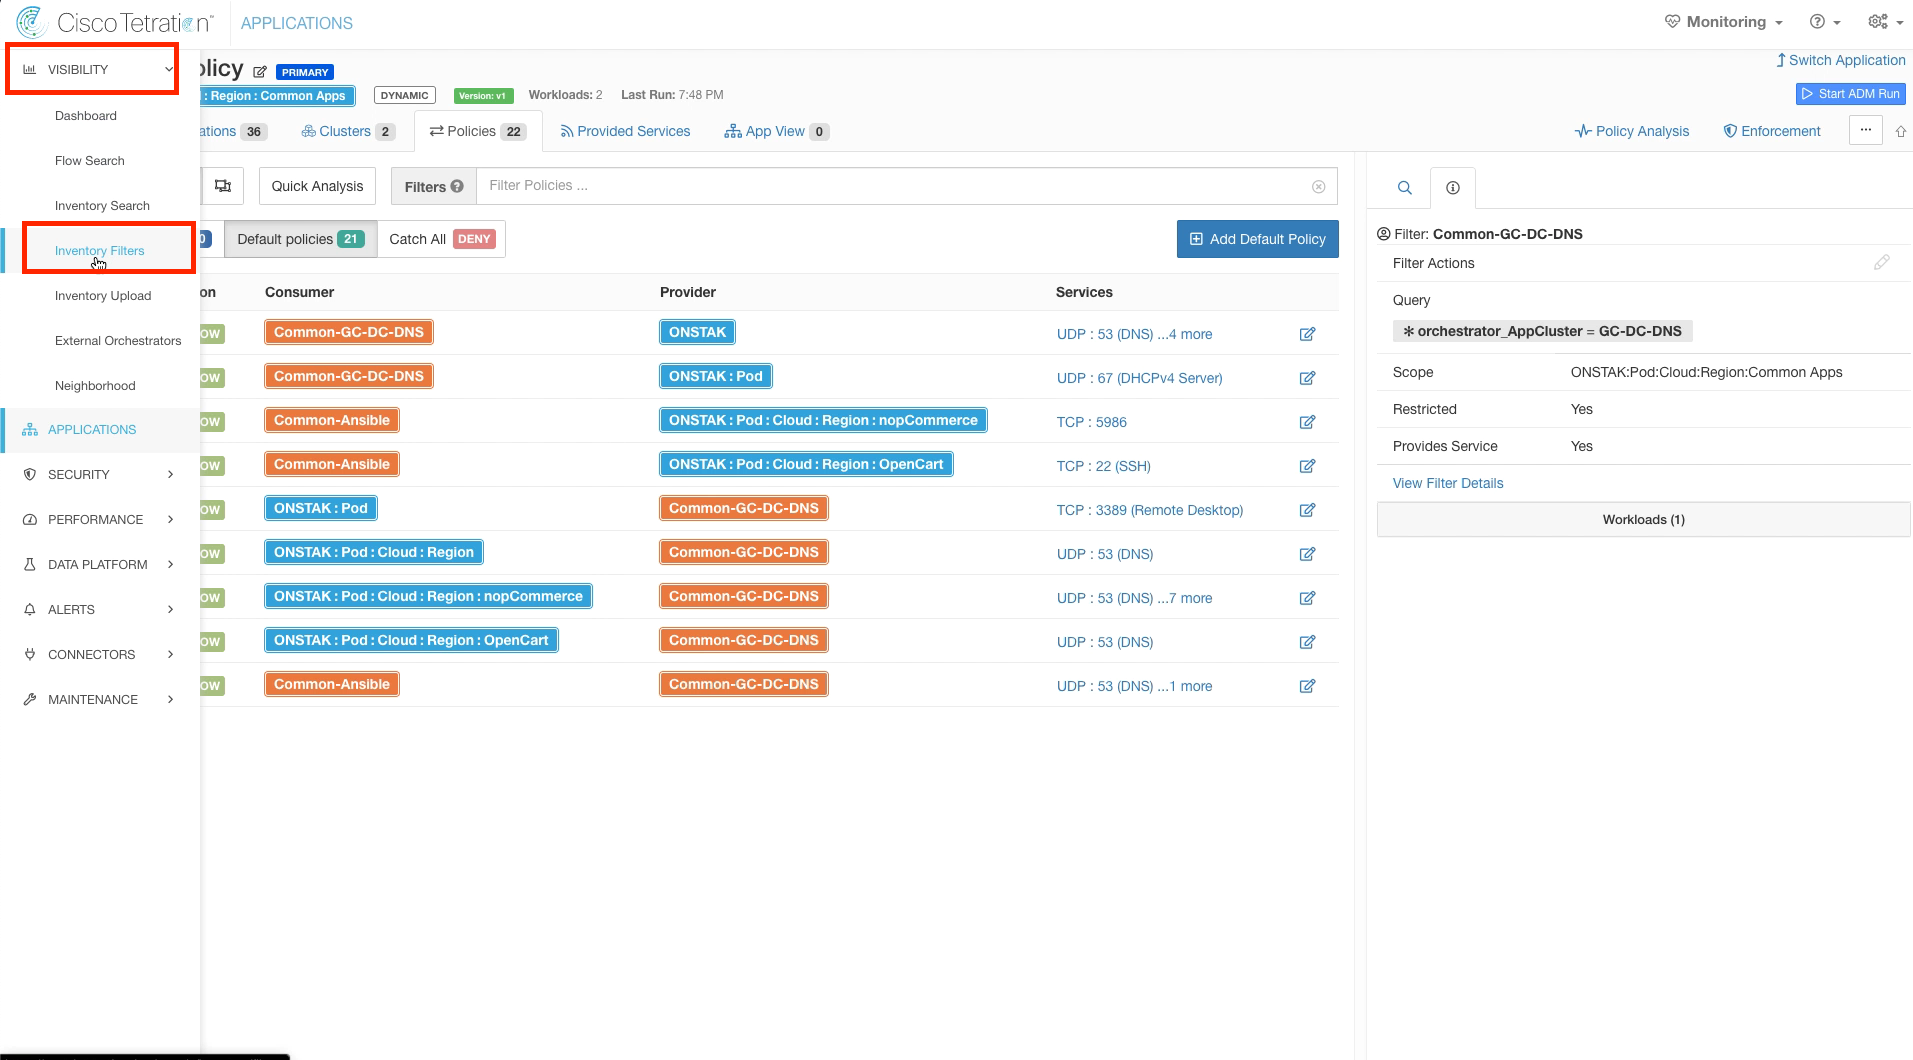 Cisco Tetration™
APPLICATIONS
Monitoring
VISIBILITY
Dashboard
Flow Search
Inventory Search
Inventory Filters
Inventory Upload
External Orchestrators
Neighborhood
APPLICATIONS
SECURITY
PERFORMANCE
DATA PLATFORM
ALERTS
CONNECTORS
MAINTENANCE
olicy PRIMARY
Switch Application
: Region : Common Apps DYNAMIC Version: v1 Workloads: 2 Last Run: 7:48 PM
Start ADM Run
ations 36 Clusters 2 Policies 22 Provided Services App View 0
Policy Analysis Enforcement ...
Quick Analysis Filters ? Filter Policies ...
0 Default policies 21 Catch All DENY Add Default Policy
on Consumer Provider Services
OW Common-GC-DC-DNS ONSTAK UDP : 53 (DNS) ...4 more
OW Common-GC-DC-DNS ONSTAK : Pod UDP : 67 (DHCPv4 Server)
OW Common-Ansible ONSTAK : Pod : Cloud : Region : nopCommerce TCP : 5986
OW Common-Ansible ONSTAK : Pod : Cloud : Region : OpenCart TCP : 22 (SSH)
OW ONSTAK : Pod Common-GC-DC-DNS TCP : 3389 (Remote Desktop)
OW ONSTAK : Pod : Cloud : Region Common-GC-DC-DNS UDP : 53 (DNS)
OW ONSTAK : Pod : Cloud : Region : nopCommerce Common-GC-DC-DNS UDP : 53 (DNS) ...7 more
OW ONSTAK : Pod : Cloud : Region : OpenCart Common-GC-DC-DNS UDP : 53 (DNS)
OW Common-Ansible Common-GC-DC-DNS UDP : 53 (DNS) ...1 more
Filter: Common-GC-DC-DNS
Filter Actions
Query
* orchestrator_AppCluster = GC-DC-DNS
Scope ONSTAK:Pod:Cloud:Region:Common Apps
Restricted Yes
Provides Service Yes
View Filter Details
Workloads (1)